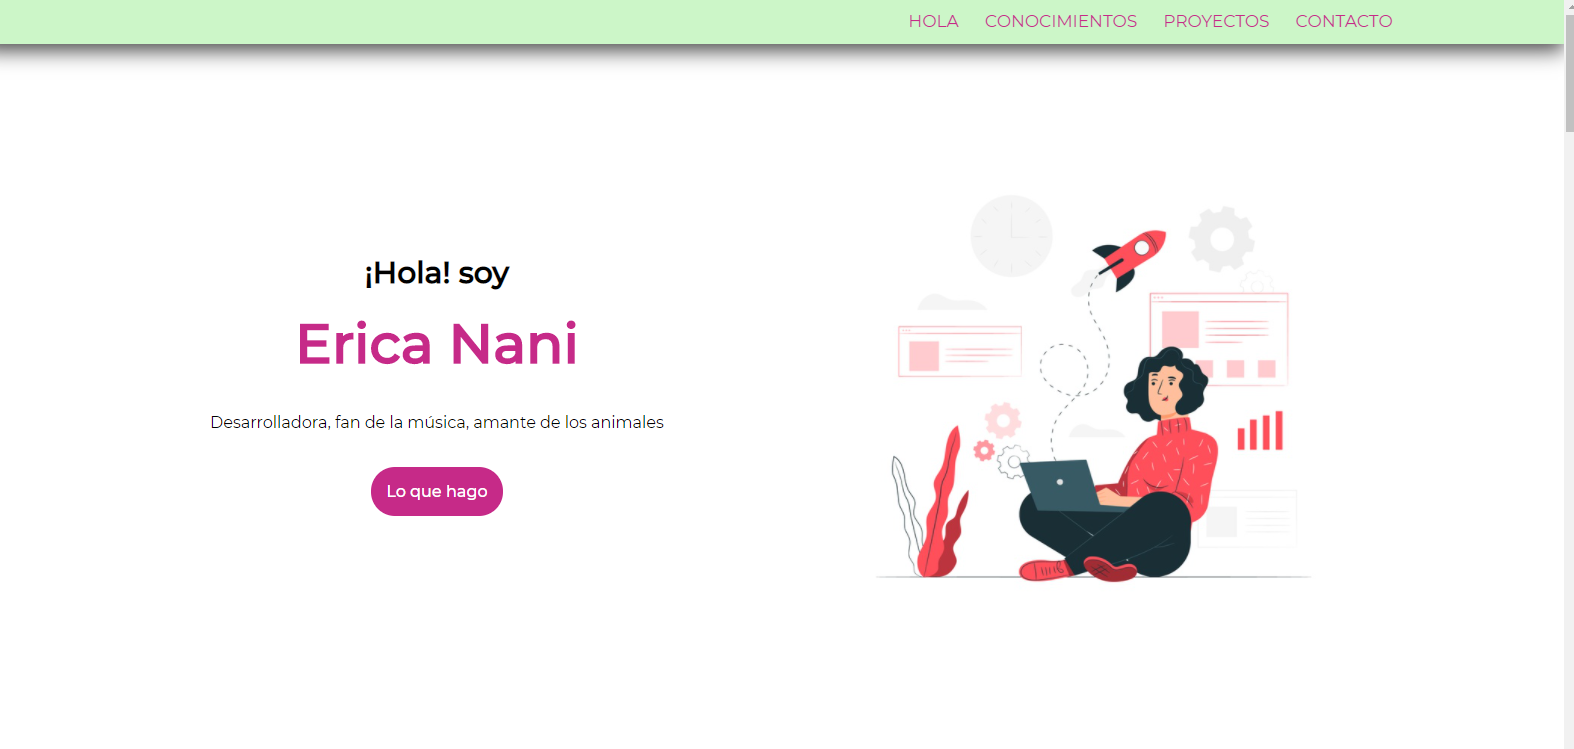 HOLA CONOCIMIENTOS PROYECTOS CONTACTO
¡Hola! soy
Erica Nani
Desarrolladora, fan de la música, amante de los animales
Lo que hago